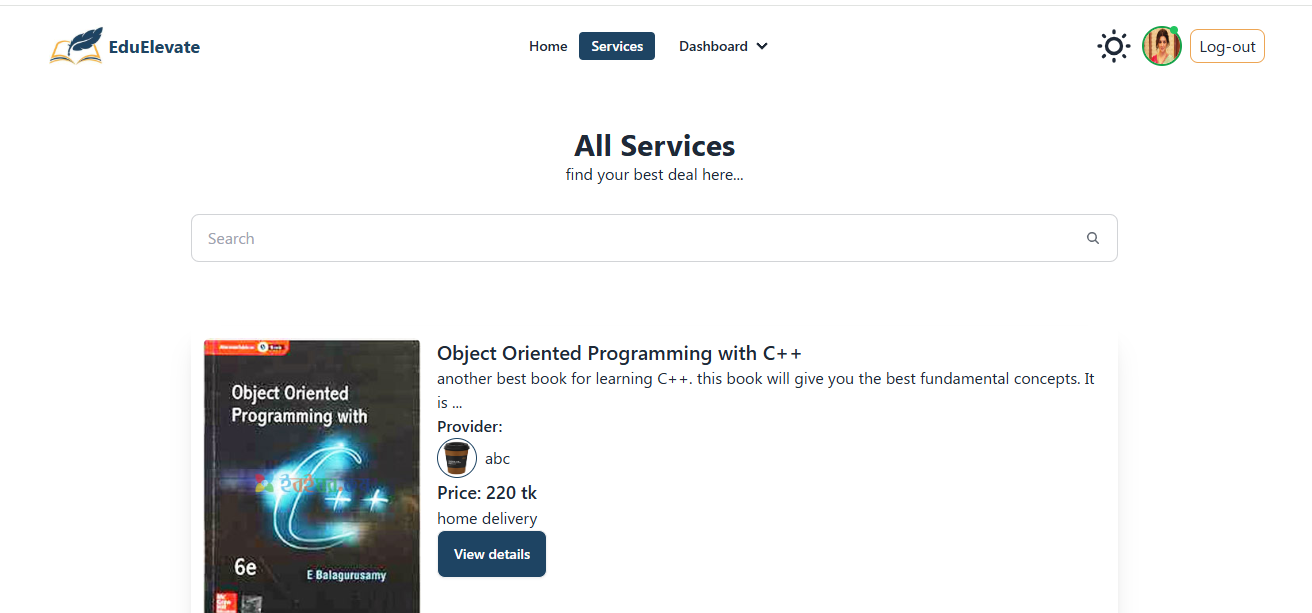 EduElevate
Home
Services
Dashboard
Log-out
All Services
find your best deal here...
Search
Object Oriented
Programming with
C++
6e
E Balagurusamy
Object Oriented Programming with C++
another best book for learning C++. this book will give you the best fundamental concepts. It
is ...
Provider:
abc
Price: 220 tk
home delivery
View details